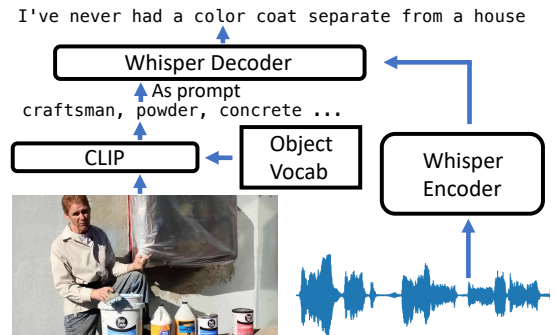 I've never had a color coat separate from a house
Whisper Decoder
As prompt
craftsman, powder, concrete ...
CLIP
Object
Vocab
Whisper
Encoder